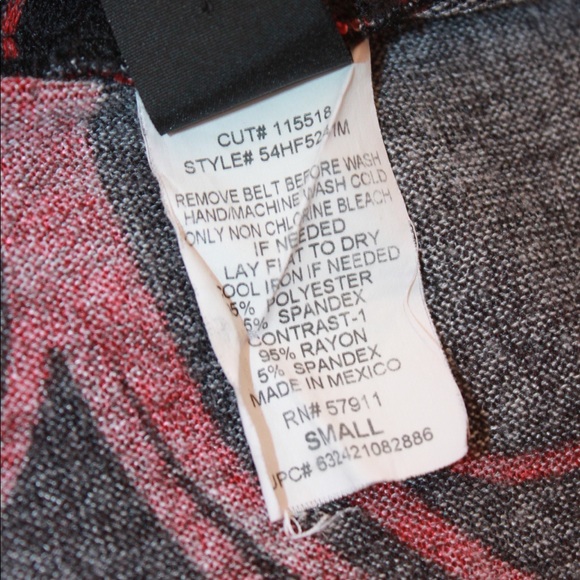 CUT# 115518
STYLE# 54HF5241M
REMOVE BELT BEFORE WASH
HAND/MACHINE WASH COLD
ONLY NON CHLORINE BLEACH
IF NEEDED
LAY FLAT TO DRY
COOL IRON IF NEEDED
5% POLYESTER
5% SPANDEX
CONTRAST-1
95% RAYON
5% SPANDEX
MADE IN MEXICO
RN# 57911
SMALL
UPC# 632421082886